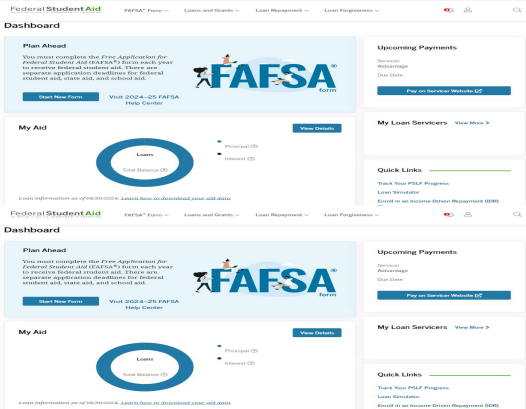 Federal Student Aid
FAFSA® Form
Loans and Grants
Loan Repayment
Loan Forgiveness
Dashboard
Plan Ahead
You must complete the Free Application for
Federal Student Aid (FAFSA®) form each year
to receive federal student aid. There are
separate application deadlines for federal
student aid, state aid, and school aid.
Start New Form
Visit 2024–25 FAFSA
Help Center
FAFSA®
form
Upcoming Payments
Servicer
Advantage
Due Date
Pay on Servicer Website
My Aid
View Details
Loans
Total Balance
Principal
Interest
Loan information as of 06/30/2024. Learn how to download your aid data
My Loan Servicers View More >
Quick Links
Track Your PSLF Progress
Loan Simulator
Enroll in an Income-Driven Repayment (IDR)
Federal Student Aid
FAFSA® Form
Loans and Grants
Loan Repayment
Loan Forgiveness
Dashboard
Plan Ahead
You must complete the Free Application for
Federal Student Aid (FAFSA®) form each year
to receive federal student aid. There are
separate application deadlines for federal
student aid, state aid, and school aid.
Start New Form
Visit 2024–25 FAFSA
Help Center
FAFSA®
form
Upcoming Payments
Servicer
Advantage
Due Date
Pay on Servicer Website
My Aid
View Details
Loans
Total Balance
Principal
Interest
Loan information as of 06/30/2024. Learn how to download your aid data
My Loan Servicers View More >
Quick Links
Track Your PSLF Progress
Loan Simulator
Enroll in an Income-Driven Repayment (IDR)